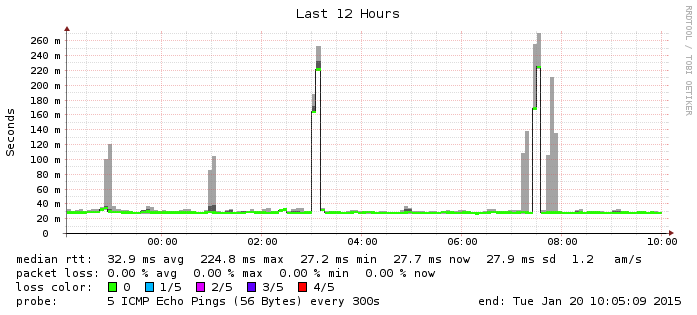 Last 12 Hours
RRDTOOL / TOBI OETIKER
Seconds
260 m
240 m
220 m
200 m
180 m
160 m
140 m
120 m
100 m
80 m
60 m
40 m
20 m
0
00:00 02:00 04:00 06:00 08:00 10:00
median rtt: 32.9 ms avg 224.8 ms max 27.2 ms min 27.7 ms now 27.9 ms sd 1.2 am/s
packet loss: 0.00 % avg 0.00 % max 0.00 % min 0.00 % now
loss color: 0 1/5 2/5 3/5 4/5
probe: 5 ICMP Echo Pings (56 Bytes) every 300s end: Tue Jan 20 10:05:09 2015